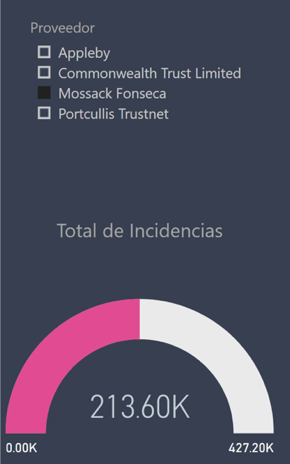 Proveedor
Appleby
Commonwealth Trust Limited
Mossack Fonseca
Portcullis Trustnet
Total de Incidencias
213.60K
0.00K
427.20K